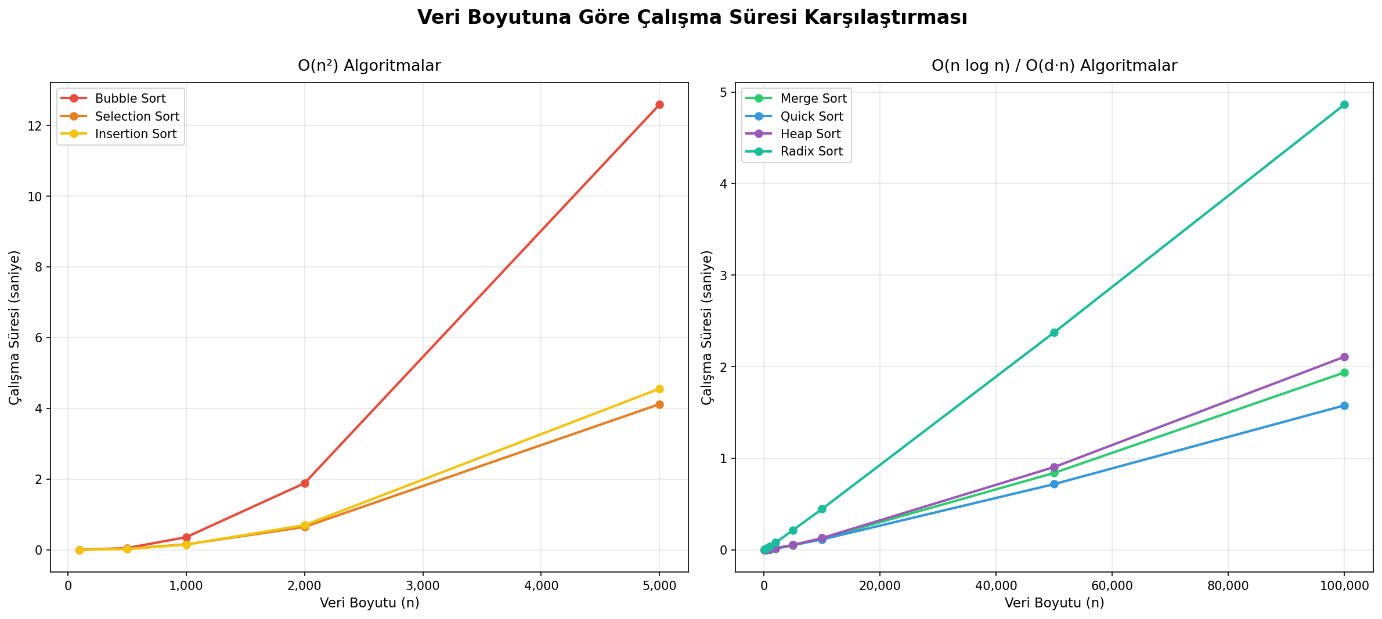 Veri Boyutuna Göre Çalışma Süresi Karşılaştırması
O(n²) Algoritmalar
Bubble Sort
Selection Sort
Insertion Sort
12
10
8
6
4
2
0
Çalışma Süresi (saniye)
0 1,000 2,000 3,000 4,000 5,000
Veri Boyutu (n)
O(n log n) / O(d·n) Algoritmalar
Merge Sort
Quick Sort
Heap Sort
Radix Sort
5
4
3
2
1
0
Çalışma Süresi (saniye)
0 20,000 40,000 60,000 80,000 100,000
Veri Boyutu (n)